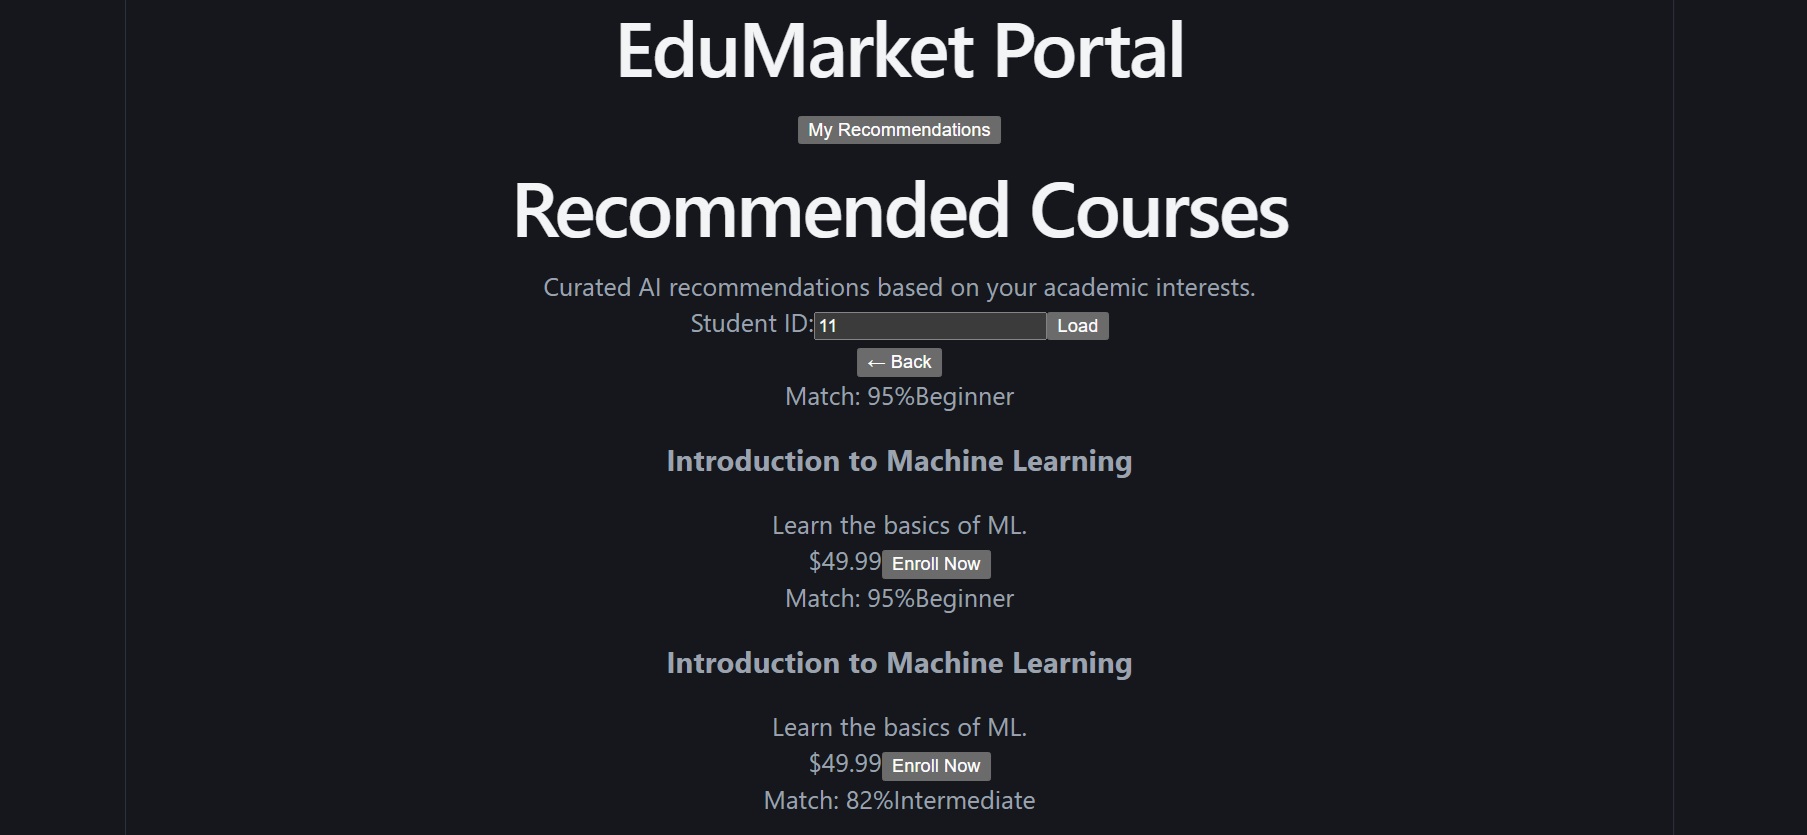 EduMarket Portal
My Recommendations
Recommended Courses
Curated AI recommendations based on your academic interests.
Student ID:11 Load
← Back
Match: 95%Beginner
Introduction to Machine Learning
Learn the basics of ML.
$49.99 Enroll Now
Match: 95%Beginner
Introduction to Machine Learning
Learn the basics of ML.
$49.99 Enroll Now
Match: 82%Intermediate